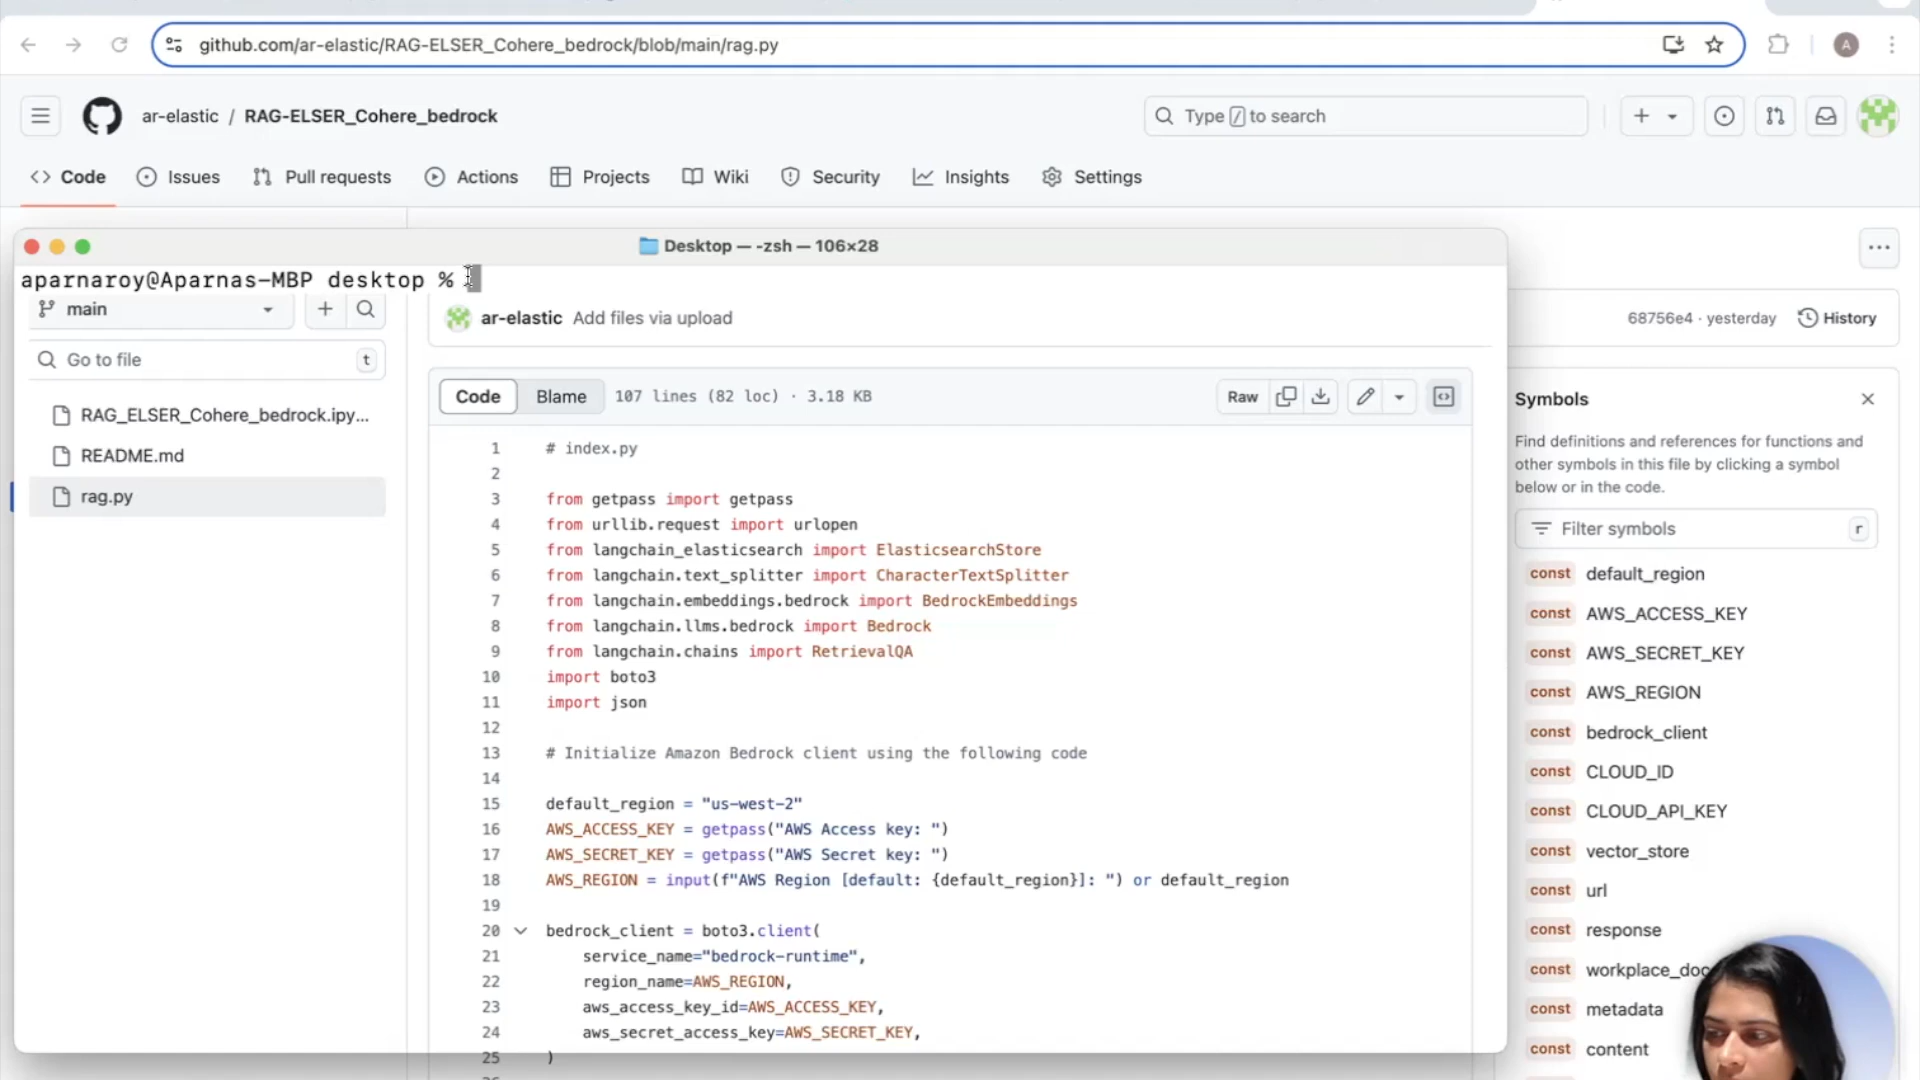 github.com/ar-elastic/RAG-ELSER_Cohere_bedrock/blob/main/rag.py
A
ar-elastic / RAG-ELSER_Cohere_bedrock
Type / to search
Code Issues Pull requests Actions Projects Wiki Security Insights Settings
Desktop — -zsh — 106×28
aparnaroy@Aparnas-MBP desktop %
main
Go to file t
RAG_ELSER_Cohere_bedrock.ipy...
README.md
rag.py
ar-elastic Add files via upload
68756e4 · yesterday History
Code Blame 107 lines (82 loc) · 3.18 KB Raw
1 # index.py
2
3 from getpass import getpass
4 from urllib.request import urlopen
5 from langchain_elasticsearch import ElasticsearchStore
6 from langchain.text_splitter import CharacterTextSplitter
7 from langchain.embeddings.bedrock import BedrockEmbeddings
8 from langchain.llms.bedrock import Bedrock
9 from langchain.chains import RetrievalQA
10 import boto3
11 import json
12
13 # Initialize Amazon Bedrock client using the following code
14
15 default_region = "us-west-2"
16 AWS_ACCESS_KEY = getpass("AWS Access key: ")
17 AWS_SECRET_KEY = getpass("AWS Secret key: ")
18 AWS_REGION = input(f"AWS Region [default: {default_region}]: ") or default_region
19
20 bedrock_client = boto3.client(
21 service_name="bedrock-runtime",
22 region_name=AWS_REGION,
23 aws_access_key_id=AWS_ACCESS_KEY,
24 aws_secret_access_key=AWS_SECRET_KEY,
25 )
Symbols
Find definitions and references for functions and
other symbols in this file by clicking a symbol
below or in the code.
Filter symbols r
const default_region
const AWS_ACCESS_KEY
const AWS_SECRET_KEY
const AWS_REGION
const bedrock_client
const CLOUD_ID
const CLOUD_API_KEY
const vector_store
const url
const response
const workplace_doc
const metadata
const content